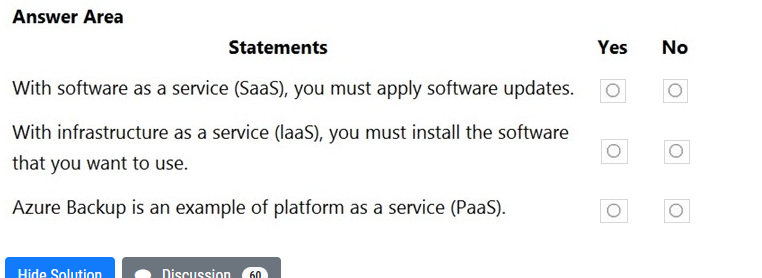 Answer Area
Statements Yes No
With software as a service (SaaS), you must apply software updates.
With infrastructure as a service (IaaS), you must install the software
that you want to use.
Azure Backup is an example of platform as a service (PaaS).
Hide Solution Discussion 60